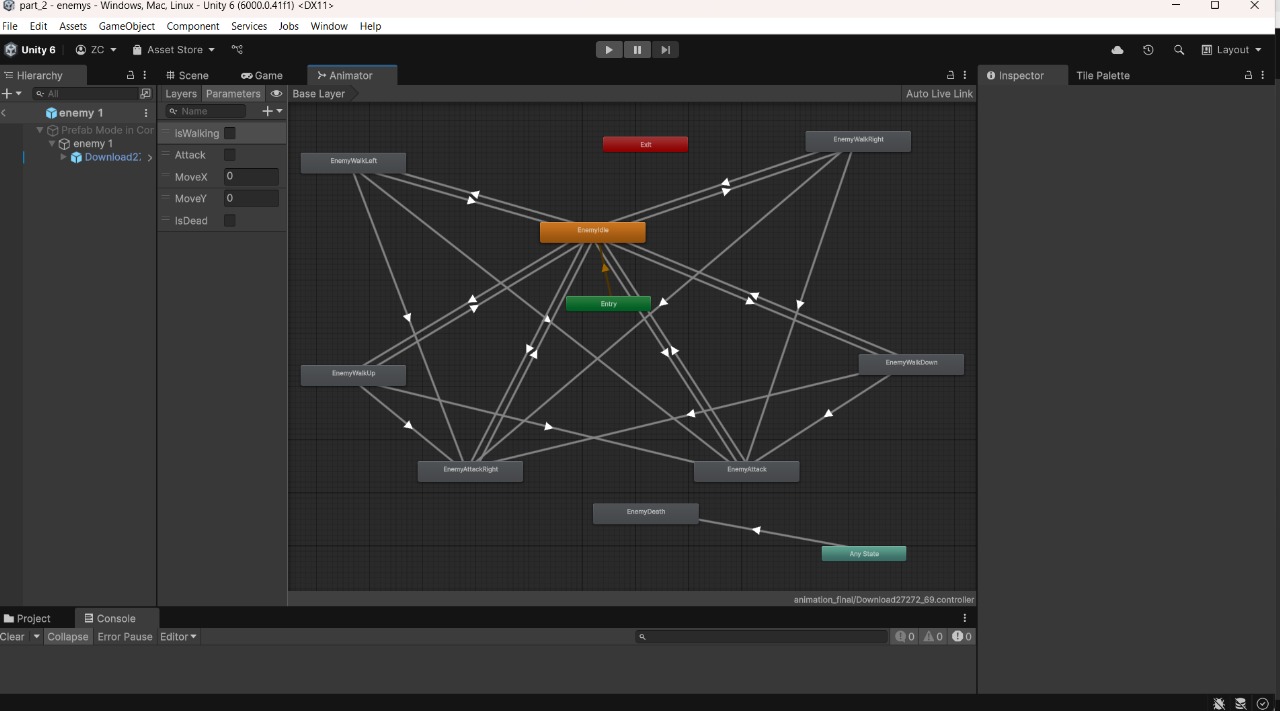 part_2 - enemys - Windows, Mac, Linux - Unity 6 (6000.0.41f1) <DX11>
File Edit Assets GameObject Component Services Jobs Window Help
Unity 6 ZC Asset Store Layout
Hierarchy Scene Game Animator Inspector Tile Palette
All Layers Parameters Base Layer Auto Live Link
enemy 1 Name
Prefab Mode in Cor
enemy 1
Download2
IsWalking
Attack
MoveX 0
MoveY 0
IsDead
Exit
EnemyWalkRight
EnemyWalkLeft
EnemyIdle
Entry
EnemyWalkUp
EnemyWalkDown
EnemyAttackRight
EnemyAttack
EnemyDeath
Any State
animation_final/Download27272_69.controller
Project Console
Clear Collapse Error Pause Editor 0 0 0